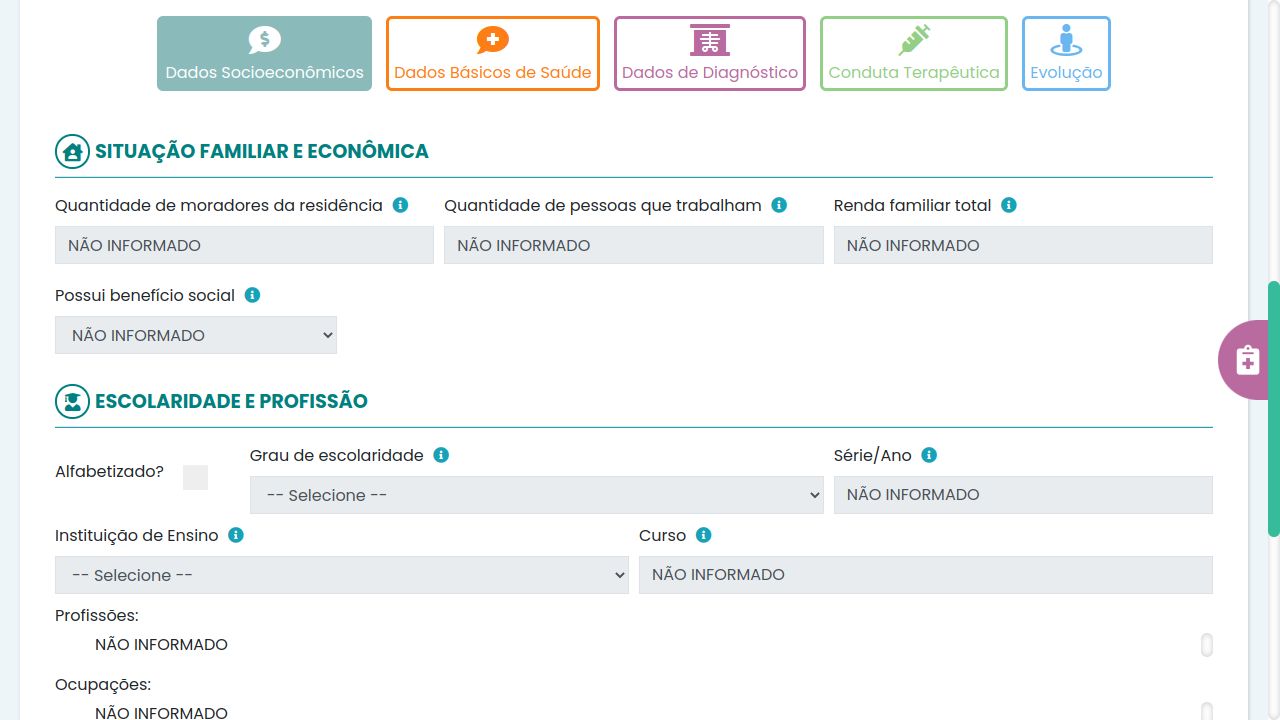 Dados Socioeconômicos Dados Básicos de Saúde Dados de Diagnóstico Conduta Terapêutica Evolução
SITUAÇÃO FAMILIAR E ECONÔMICA
Quantidade de moradores da residência Quantidade de pessoas que trabalham Renda familiar total
NÃO INFORMADO NÃO INFORMADO NÃO INFORMADO
Possui benefício social
NÃO INFORMADO
ESCOLARIDADE E PROFISSÃO
Alfabetizado? Grau de escolaridade Série/Ano
-- Selecione -- NÃO INFORMADO
Instituição de Ensino Curso
-- Selecione -- NÃO INFORMADO
Profissões:
NÃO INFORMADO
Ocupações:
NÃO INFORMADO